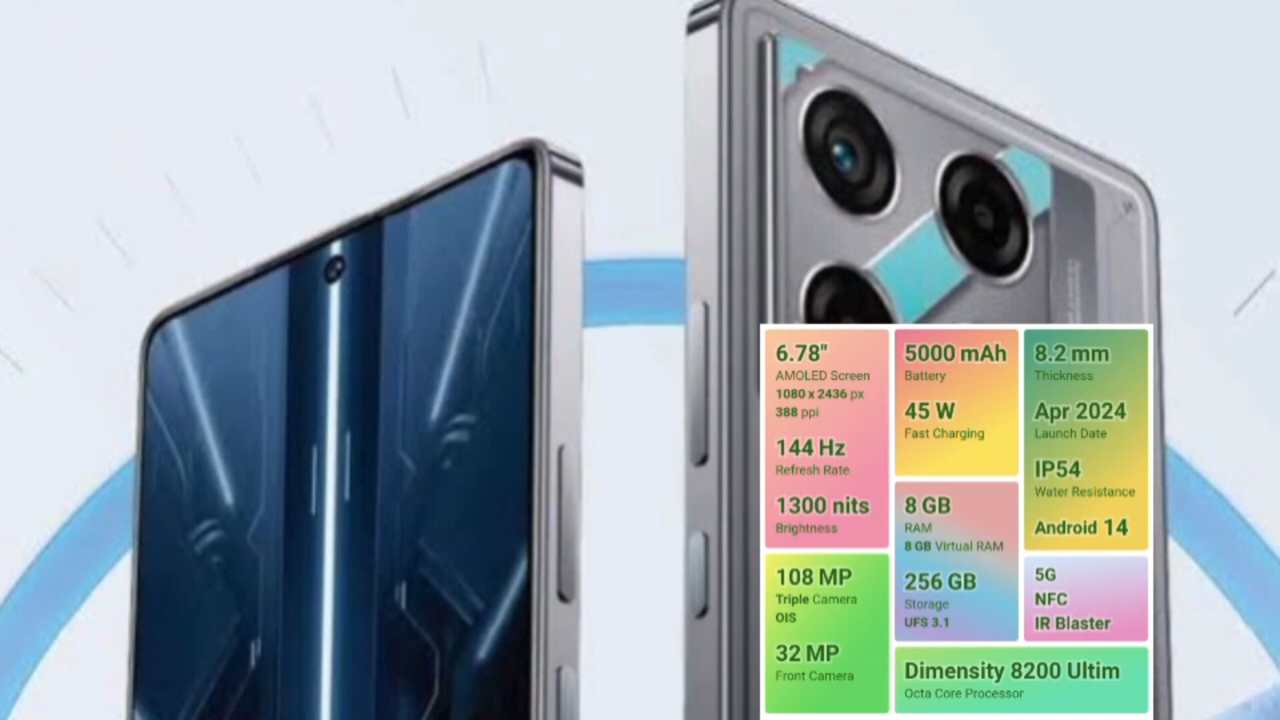 6.78"
AMOLED Screen
1080 x 2436 px
388 ppi
144 Hz
Refresh Rate
1300 nits
Brightness
108 MP
Triple Camera
OIS
32 MP
Front Camera
5000 mAh
Battery
45 W
Fast Charging
8 GB
RAM
8 GB Virtual RAM
256 GB
Storage
UFS 3.1
8.2 mm
Thickness
Apr 2024
Launch Date
IP54
Water Resistance
Android 14
5G
NFC
IR Blaster
Dimensity 8200 Ultim
Octa Core Processor